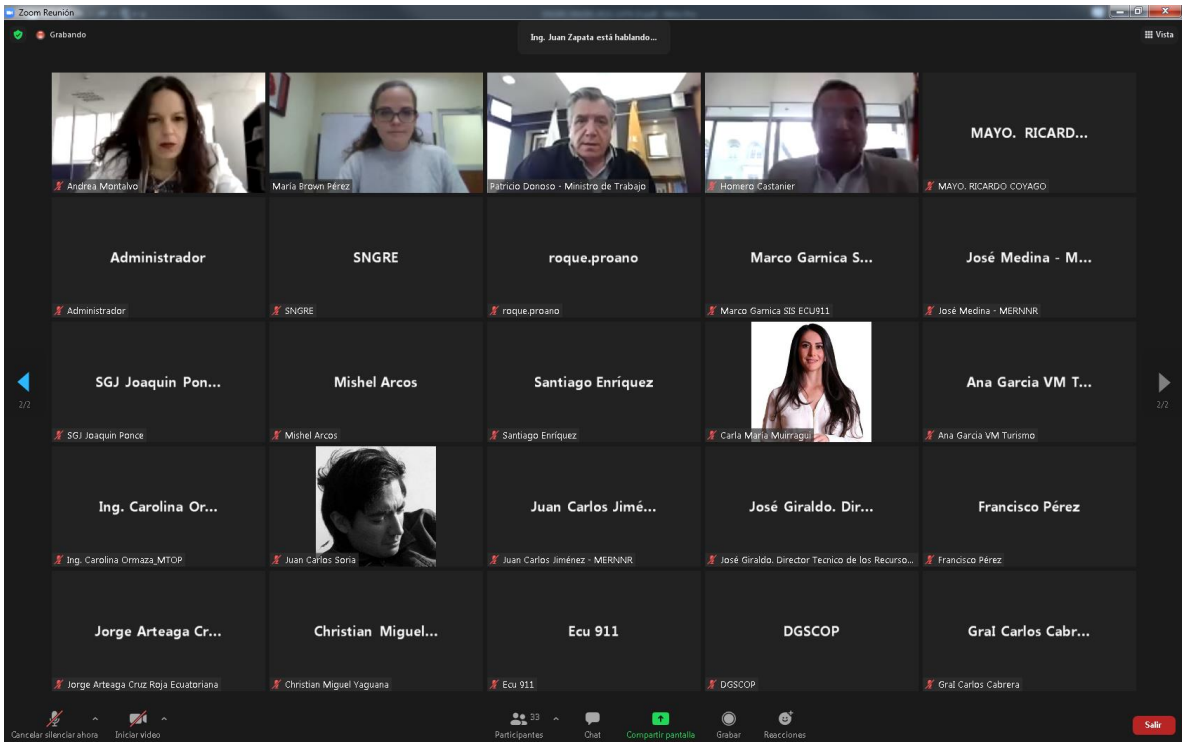 Zoom Reunión
Grabando
Ing. Juan Zapata está hablando...
Vista
Andrea Montalvo
María Brown Pérez
Patricio Donoso - Ministro de Trabajo
Homero Castanier
MAYO. RICARD...
MAYO. RICARDO COYAGO
Administrador
SNGRE
roque.proano
Marco Garnica S...
José Medina - M...
Administrador
SNGRE
roque.proano
Marco Garnica SIS ECU911
José Medina - MERNNR
SGJ Joaquin Pon...
Mishel Arcos
Santiago Enríquez
Ana Garcia VM T...
2/2
2/2
SGJ Joaquin Ponce
Mishel Arcos
Santiago Enríquez
Carla María Muirragui
Ana Garcia VM Turismo
Ing. Carolina Or...
Juan Carlos Jimé...
José Giraldo. Dir...
Francisco Pérez
Ing. Carolina Ormaza_MTOP
Juan Carlos Soria
Juan Carlos Jiménez - MERNNR
José Giraldo. Director Tecnico de los Recurso...
Francisco Pérez
Jorge Arteaga Cr...
Christian Miguel...
Ecu 911
DGSCOP
Gral Carlos Cabr...
Jorge Arteaga Cruz Roja Ecuatoriana
Christian Miguel Yaguana
Ecu 911
DGSCOP
Gral Carlos Cabrera
Cancelar silenciar ahora
Iniciar video
33
Participantes
Chat
Compartir pantalla
Grabar
Reacciones
Salir